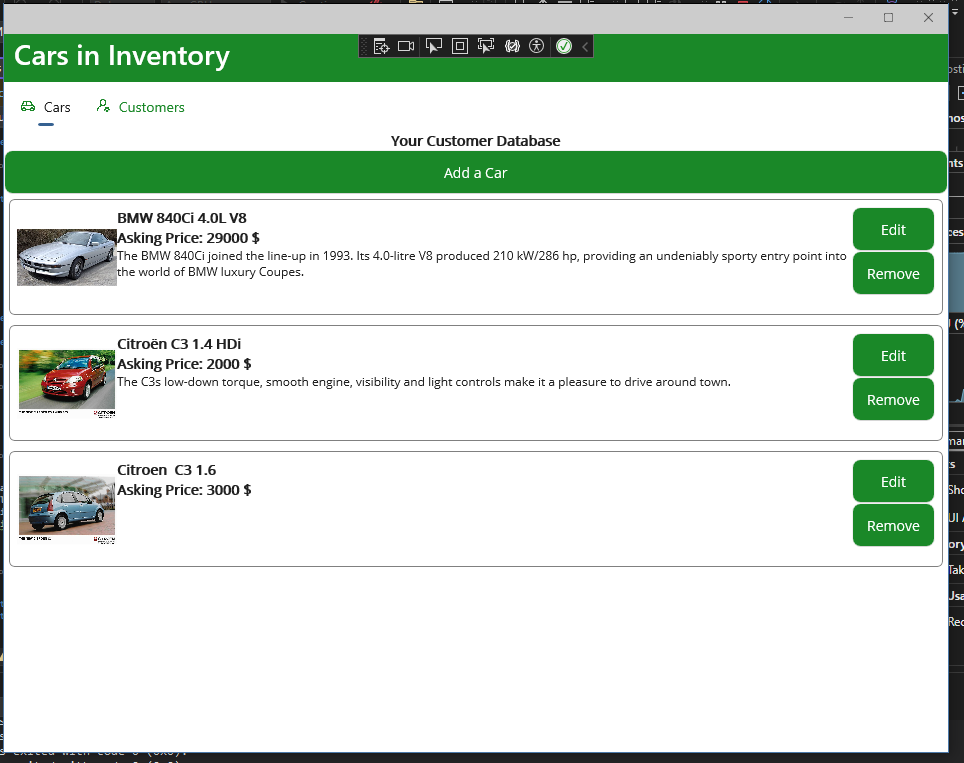 Cars in Inventory
Cars
Customers
Your Customer Database
Add a Car
BMW 840Ci 4.0L V8
Asking Price: 29000 $
The BMW 840Ci joined the line-up in 1993. Its 4.0-litre V8 produced 210 kW/286 hp, providing an undeniably sporty entry point into
the world of BMW luxury Coupes.
Edit
Remove
Citroën C3 1.4 HDi
Asking Price: 2000 $
The C3s low-down torque, smooth engine, visibility and light controls make it a pleasure to drive around town.
Edit
Remove
Citroen  C3 1.6
Asking Price: 3000 $
Edit
Remove